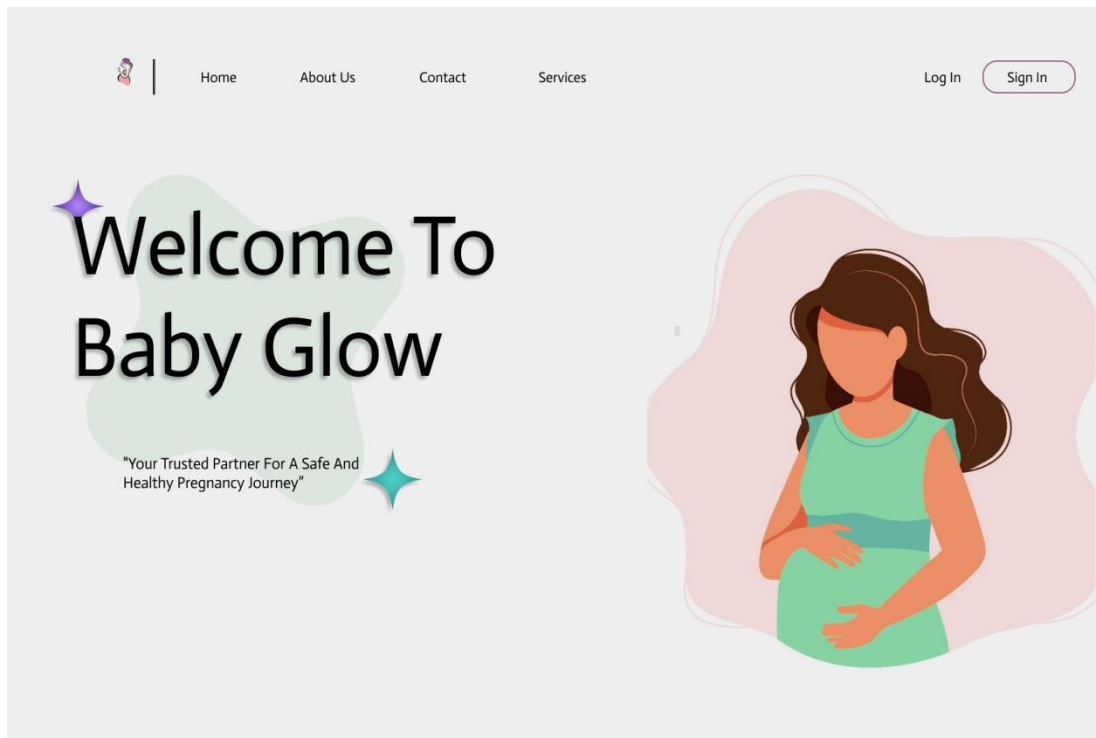 Home About Us Contact Services Log In Sign In
Welcome To
Baby Glow
"Your Trusted Partner For A Safe And
Healthy Pregnancy Journey"